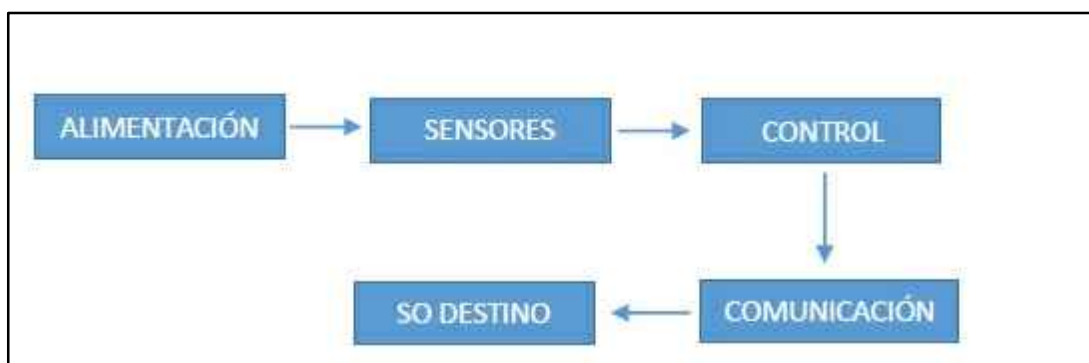 ALIMENTACIÓN
SENSORES
CONTROL
COMUNICACIÓN
SO DESTINO